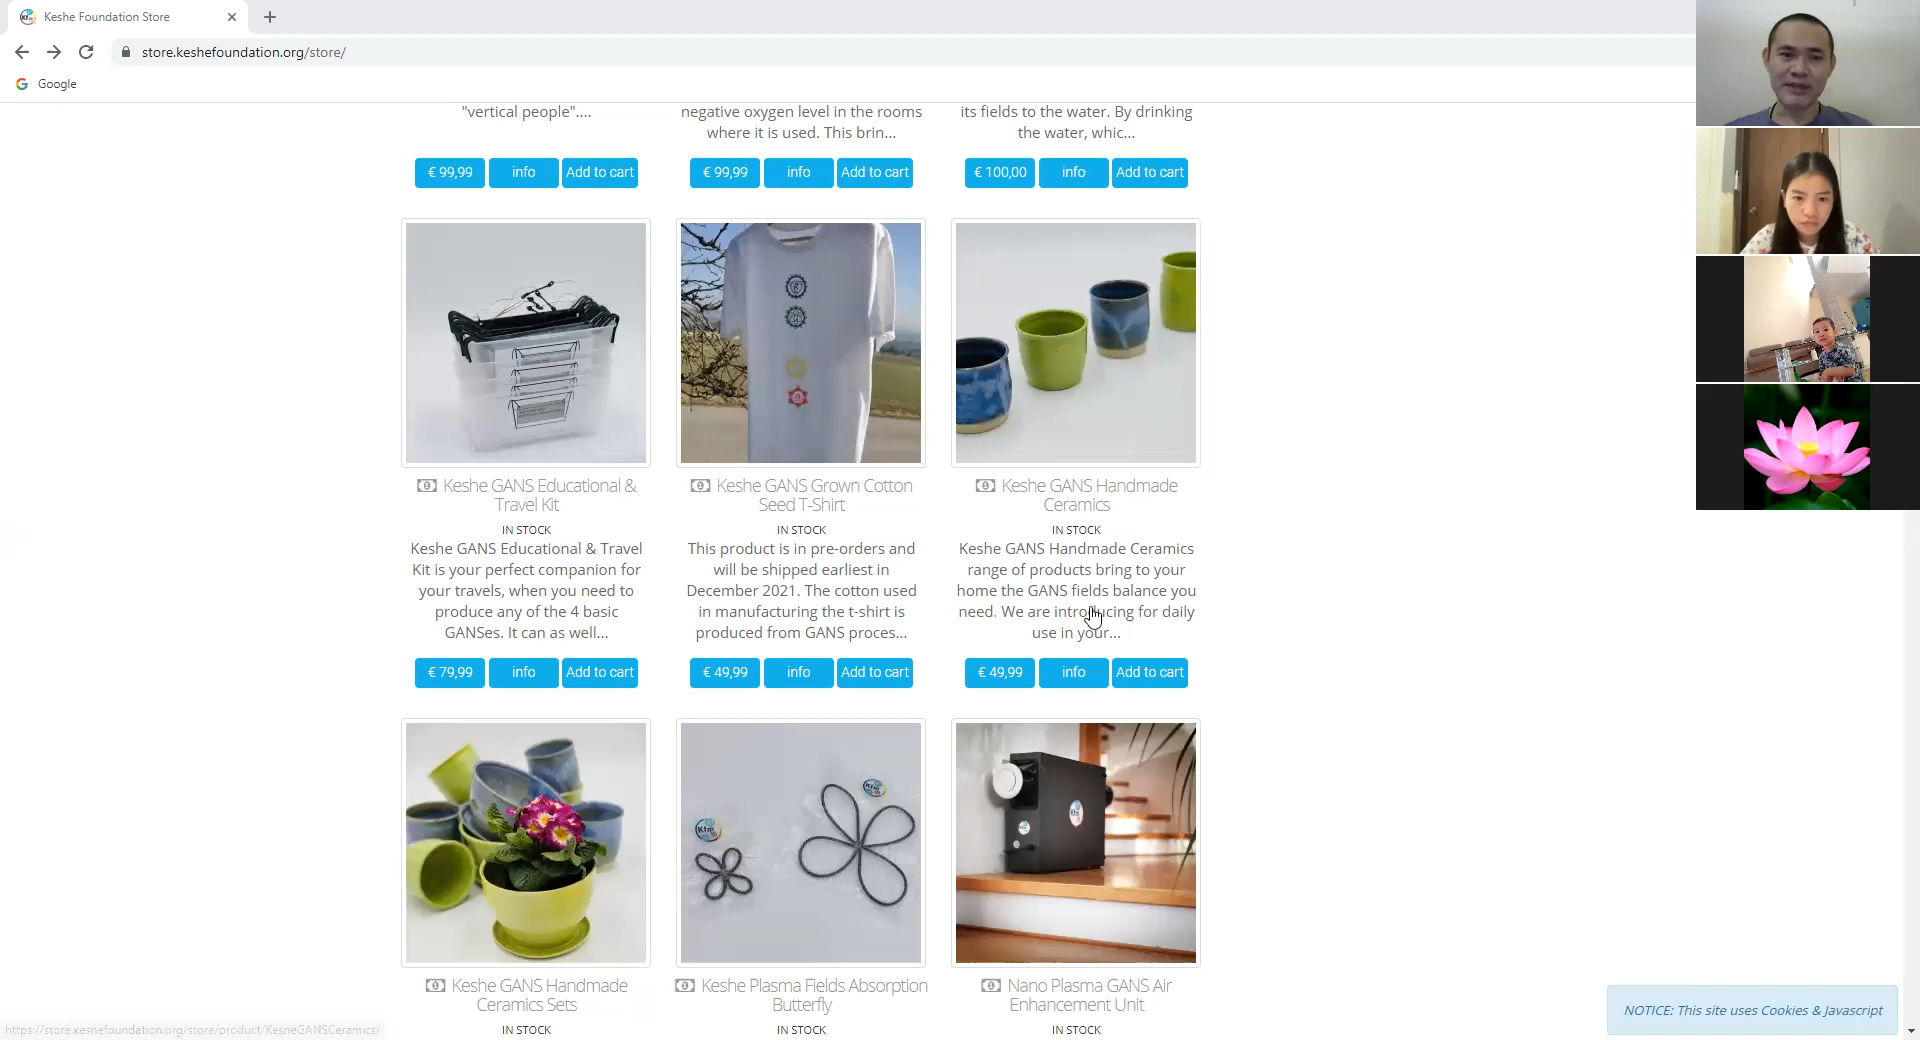 Keshe Foundation Store
store.keshefoundation.org/store/
Google
"vertical people"....
negative oxygen level in the rooms
where it is used. This brin...
its fields to the water. By drinking
the water, whic...
€ 99,99 info Add to cart
€ 99,99 info Add to cart
€ 100,00 info Add to cart
Keshe GANS Educational &
Travel Kit
IN STOCK
Keshe GANS Educational & Travel
Kit is your perfect companion for
your travels, when you need to
produce any of the 4 basic
GANSes. It can as well...
€ 79,99 info Add to cart
Keshe GANS Grown Cotton
Seed T-Shirt
IN STOCK
This product is in pre-orders and
will be shipped earliest in
December 2021. The cotton used
in manufacturing the t-shirt is
produced from GANS proces...
€ 49,99 info Add to cart
Keshe GANS Handmade
Ceramics
IN STOCK
Keshe GANS Handmade Ceramics
range of products bring to your
home the GANS fields balance you
need. We are introducing for daily
use in your...
€ 49,99 info Add to cart
Kfm
Keshe GANS Handmade
Ceramics Sets
IN STOCK
Keshe Plasma Fields Absorption
Butterfly
IN STOCK
Nano Plasma GANS Air
Enhancement Unit
IN STOCK
NOTICE: This site uses Cookies & Javascript
https://store.keshefoundation.org/store/product/KesheGANSCeramics/